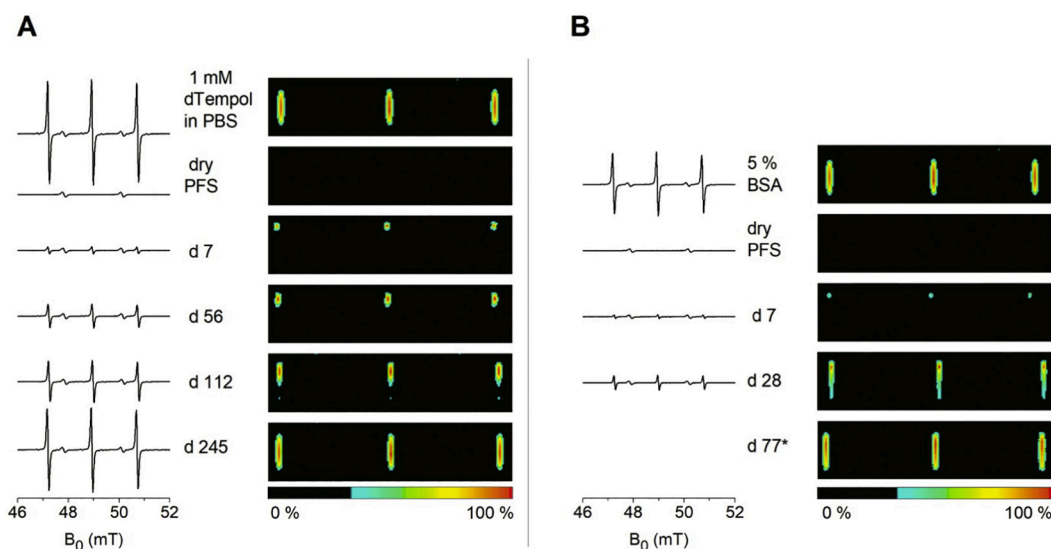 A
1 mM
dTempol
in PBS
dry
PFS
d 7
d 56
d 112
d 245
46 48 50 52
B0 (mT)
0 % 100 %
B
5 %
BSA
dry
PFS
d 7
d 28
d 77*
46 48 50 52
B0 (mT)
0 % 100 %